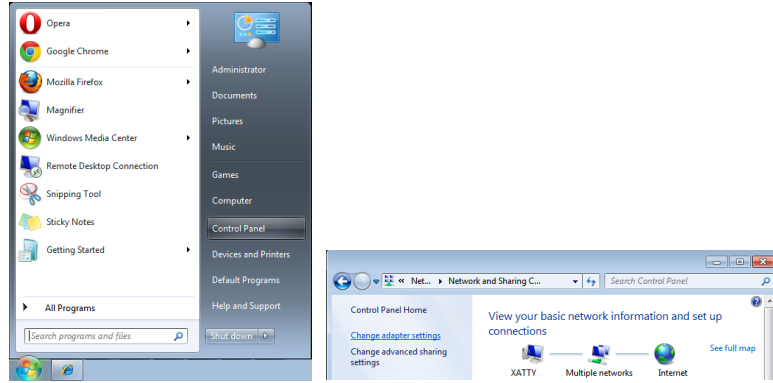 Opera
Google Chrome
Mozilla Firefox
Magnifier
Windows Media Center
Remote Desktop Connection
Snipping Tool
Sticky Notes
Getting Started
All Programs
Search programs and files
Administrator
Documents
Pictures
Music
Games
Computer
Control Panel
Devices and Printers
Default Programs
Help and Support
Shut down
« Net... Network and Sharing C... Search Control Panel
Control Panel Home
Change adapter settings
Change advanced sharing
settings
View your basic network information and set up
connections
See full map
XATTY Multiple networks Internet